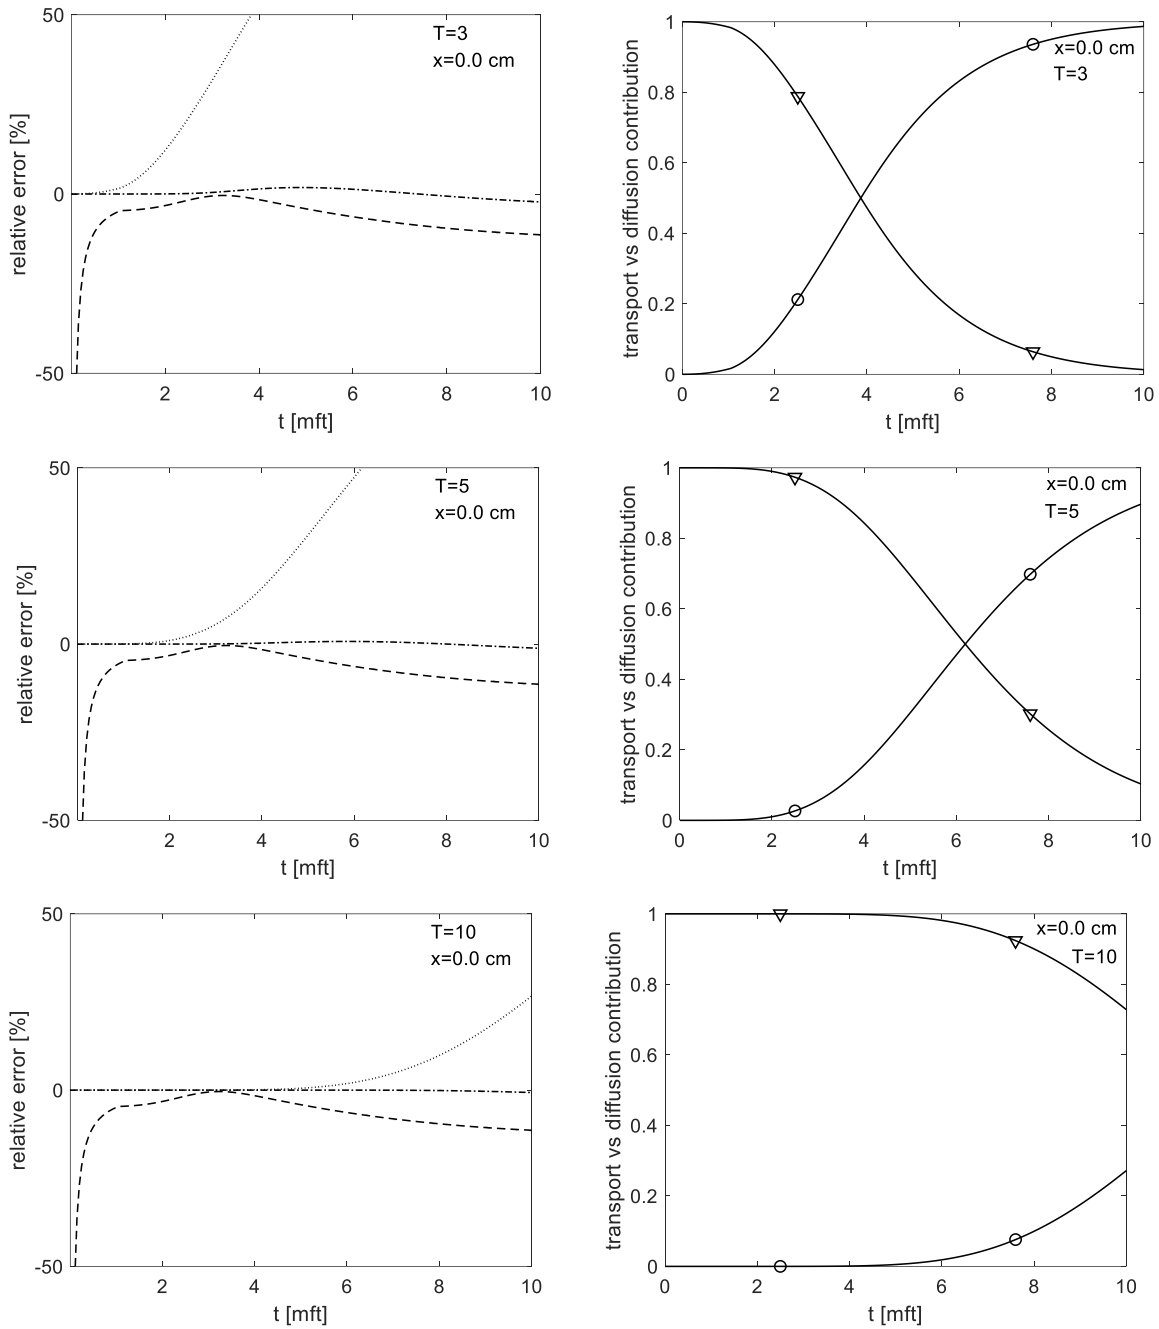 50
0
-50
relative error [%]
T=3
x=0.0 cm
2 4 6 8 10
t [mft]
1
0.8
0.6
0.4
0.2
0
transport vs diffusion contribution
x=0.0 cm
T=3
0 2 4 6 8 10
t [mft]
50
0
-50
relative error [%]
T=5
x=0.0 cm
2 4 6 8 10
t [mft]
1
0.8
0.6
0.4
0.2
0
transport vs diffusion contribution
x=0.0 cm
T=5
0 2 4 6 8 10
t [mft]
50
0
-50
relative error [%]
T=10
x=0.0 cm
2 4 6 8 10
t [mft]
1
0.8
0.6
0.4
0.2
0
transport vs diffusion contribution
x=0.0 cm
T=10
0 2 4 6 8 10
t [mft]